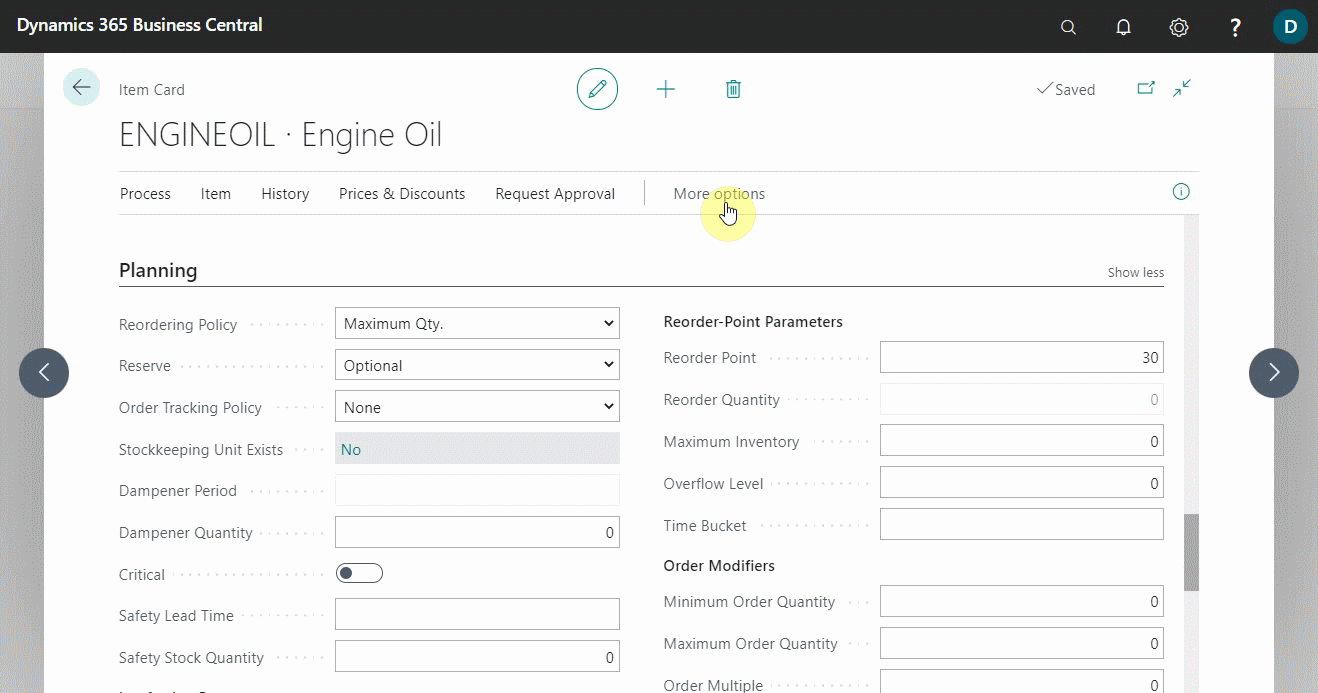 Dynamics 365 Business Central
?
D
Item Card
Saved
ENGINEOIL · Engine Oil
Process
Item
History
Prices & Discounts
Request Approval
More options
Planning
Show less
Reordering Policy
Maximum Qty.
Reserve
Optional
Order Tracking Policy
None
Stockkeeping Unit Exists
No
Dampener Period
Dampener Quantity
0
Critical
Safety Lead Time
Safety Stock Quantity
0
Reorder-Point Parameters
Reorder Point
30
Reorder Quantity
0
Maximum Inventory
0
Overflow Level
0
Time Bucket
Order Modifiers
Minimum Order Quantity
0
Maximum Order Quantity
0
Order Multiple
0